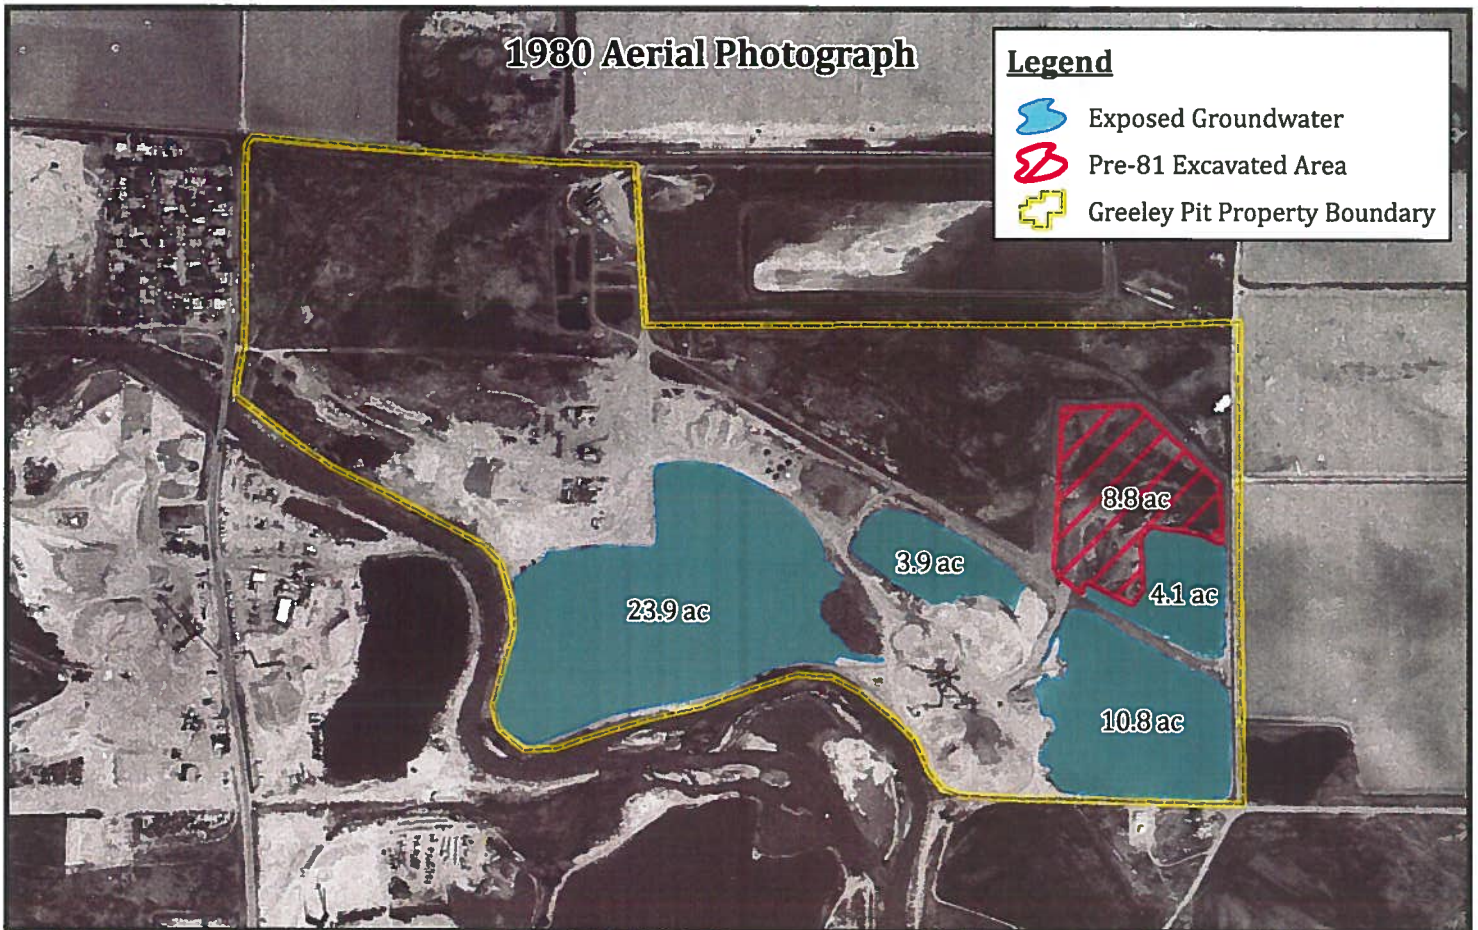 1980 Aerial Photograph
Legend
Exposed Groundwater
Pre-81 Excavated Area
Greeley Pit Property Boundary
8.8 ac
3.9 ac
4.1 ac
23.9 ac
10.8 ac